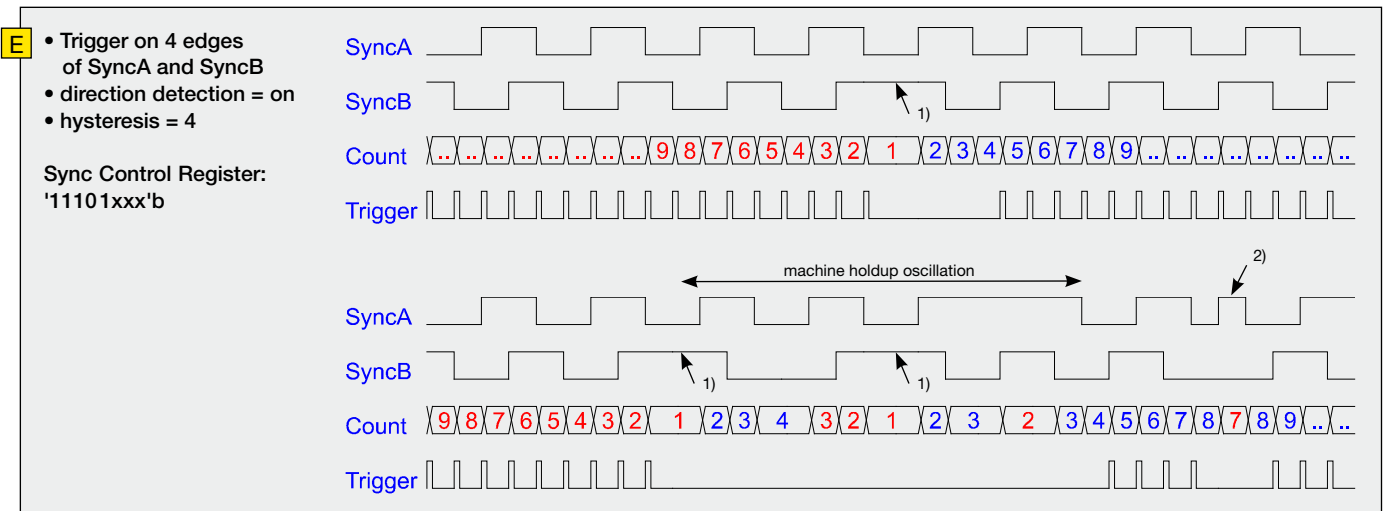 E
• Trigger on 4 edges
of SyncA and SyncB
• direction detection = on
• hysteresis = 4
Sync Control Register:
'11101xxx'b
SyncA
SyncB
1)
Count .. .. .. .. .. .. .. .. 9 8 7 6 5 4 3 2 1 2 3 4 5 6 7 8 9 .. .. .. .. .. .. .. ..
Trigger
machine holdup oscillation
2)
SyncA
SyncB
1) 1)
Count 9 8 7 6 5 4 3 2 1 2 3 4 3 2 1 2 3 2 3 4 5 6 7 8 7 8 9 .. ..
Trigger